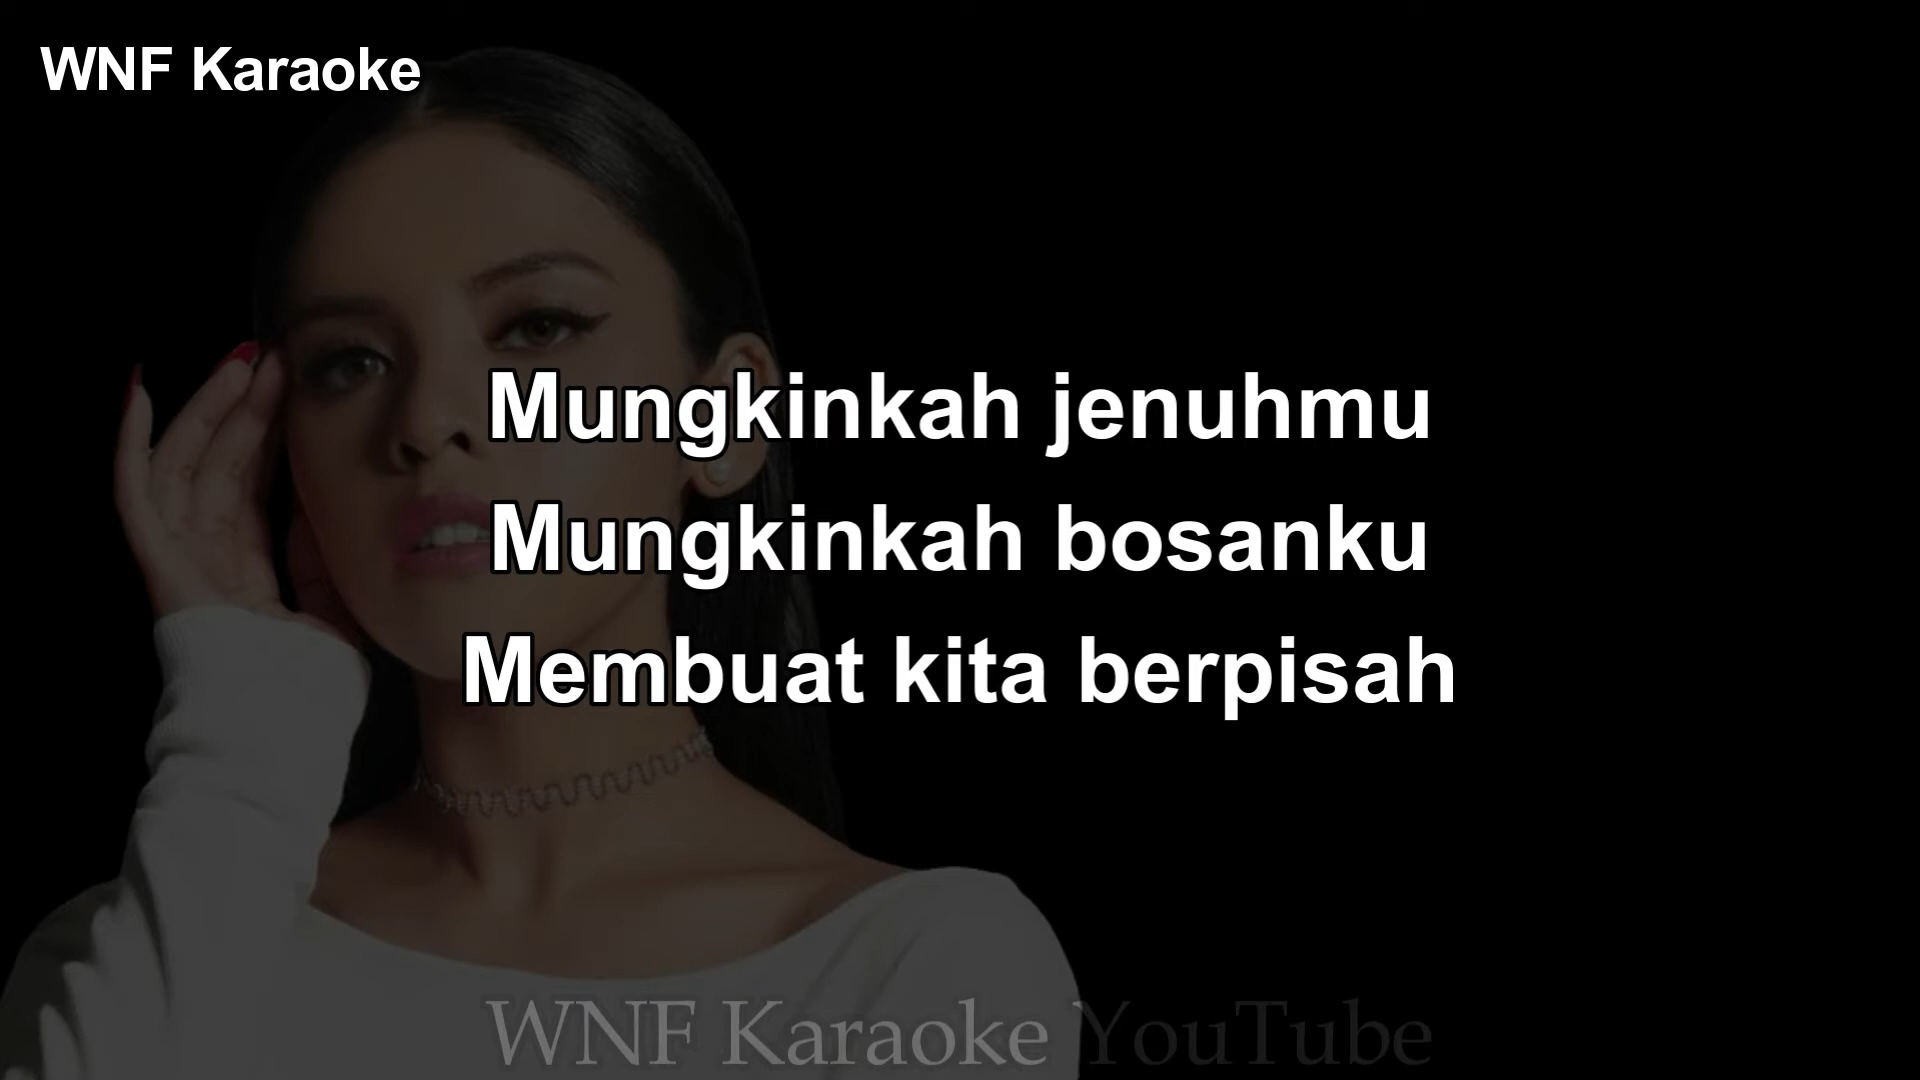 WNF Karaoke
Mungkinkah jenuhmu
Mungkinkah bosanku
Membuat kita berpisah
WNF Karaoke YouTube